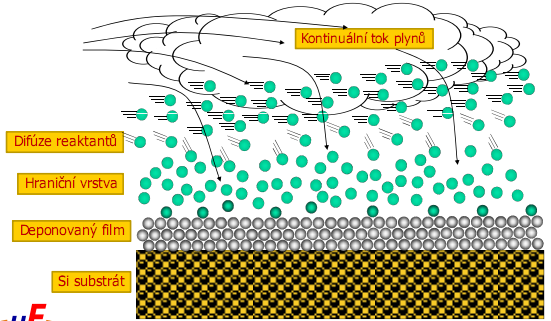 Kontinuální tok plynů
Difúze reaktantů
Hraniční vrstva
Deponovaný film
Si substrát